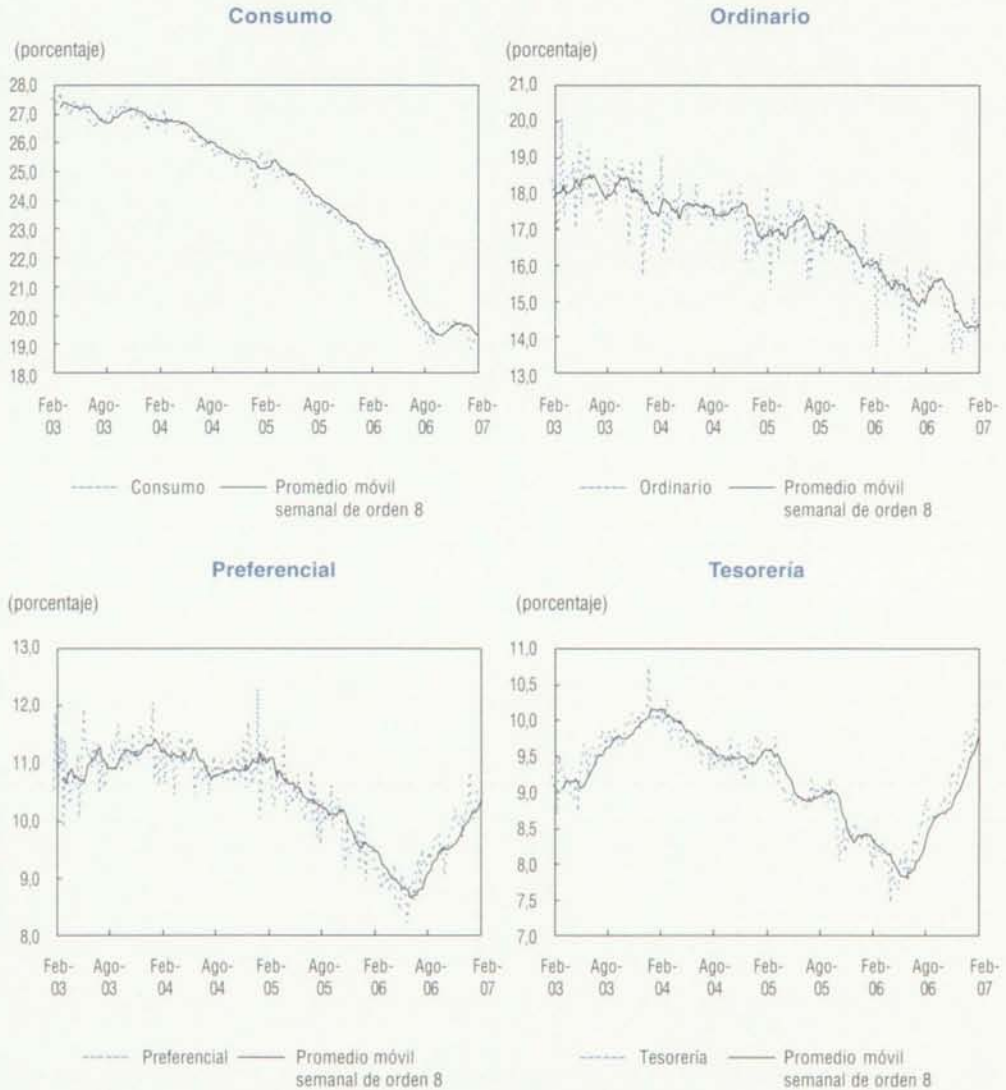 Consumo
(porcentaje)
28,0
27,0
26,0
25,0
24,0
23,0
22,0
21,0
20,0
19,0
18,0
Feb-03 Ago-03 Feb-04 Ago-04 Feb-05 Ago-05 Feb-06 Ago-06 Feb-07
Consumo Promedio móvil
semanal de orden 8
Ordinario
(porcentaje)
21,0
20,0
19,0
18,0
17,0
16,0
15,0
14,0
13,0
Feb-03 Ago-03 Feb-04 Ago-04 Feb-05 Ago-05 Feb-06 Ago-06 Feb-07
Ordinario Promedio móvil
semanal de orden 8
Preferencial
(porcentaje)
13,0
12,0
11,0
10,0
9,0
8,0
Feb-03 Ago-03 Feb-04 Ago-04 Feb-05 Ago-05 Feb-06 Ago-06 Feb-07
Preferencial Promedio móvil
semanal de orden 8
Tesorería
(porcentaje)
11,0
10,5
10,0
9,5
9,0
8,5
8,0
7,5
7,0
Feb-03 Ago-03 Feb-04 Ago-04 Feb-05 Ago-05 Feb-06 Ago-06 Feb-07
Tesorería Promedio móvil
semanal de orden 8